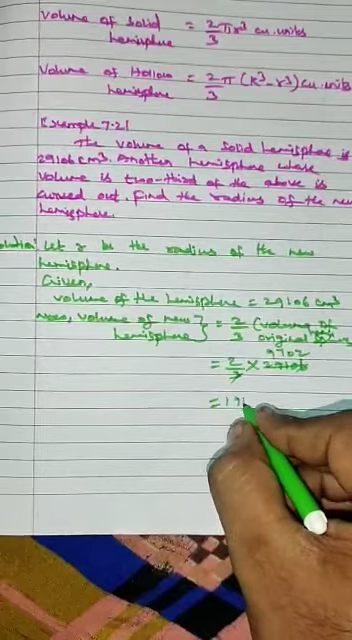 Volume of solid hemisphere } = 2/3 πr³ cu.units
Volume of Hollow hemisphere } = 2/3 π (R³-r³) cu.units
Example 7.21
The volume of a solid hemisphere is
29106 cm³. Another hemisphere whose
volume is two-third of the above is
carved out. Find the radius of the new
hemisphere.
Solution: Let r be the radius of the new
hemisphere.
Given,
volume of the hemisphere = 29106 cm³
Now, volume of new hemisphere } = 2/3 (volume of original
9702
= 2/3 × 29106
= 19